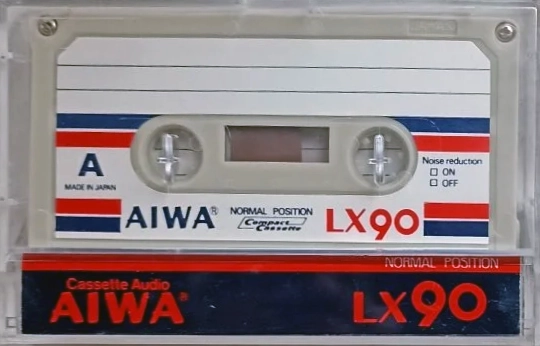 A
MADE IN JAPAN
Noise reduction
ON
OFF
AIWA®
NORMAL POSITION
Compact Cassette
LX90
NORMAL POSITION
Cassette Audio
AIWA®
LX90